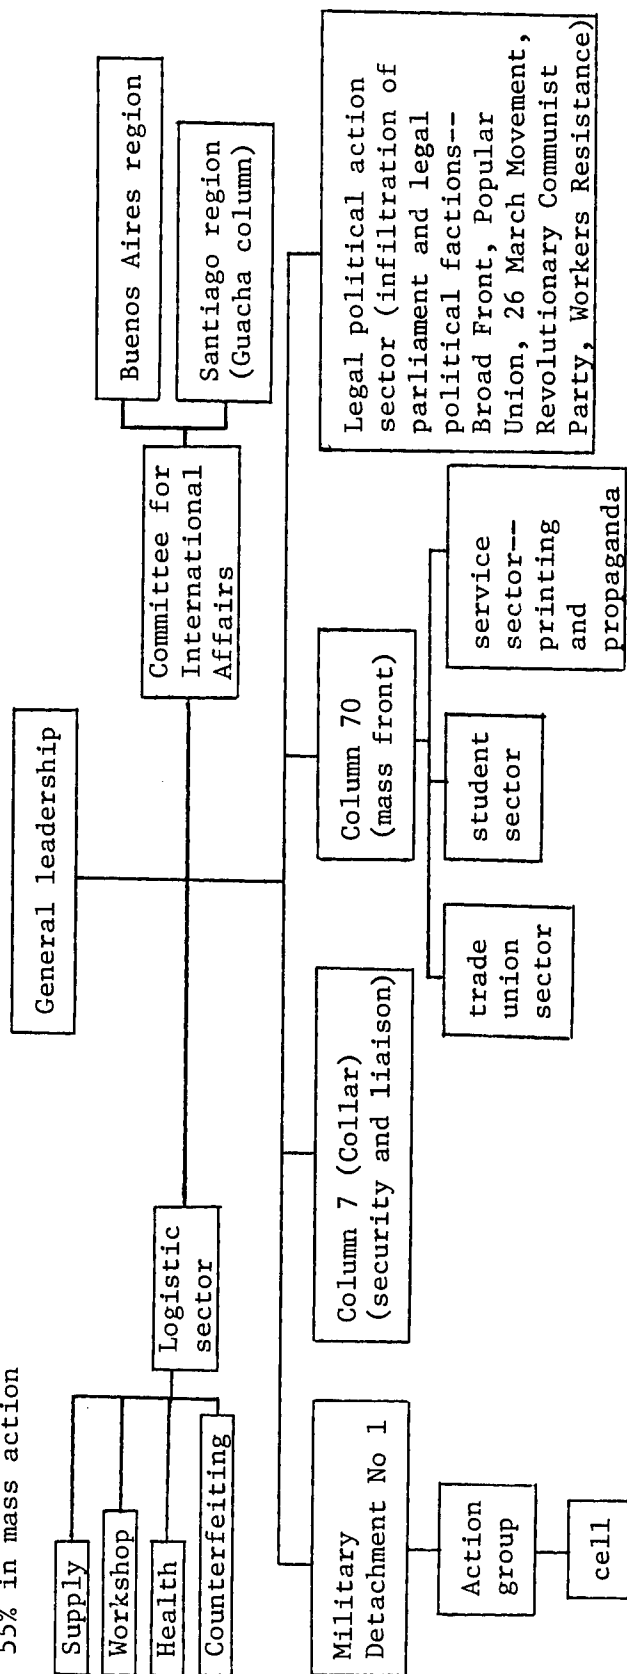 55% in mass action
General leadership
Supply
Workshop
Health
Counterfeiting
Logistic
sector
Committee for
International
Affairs
Buenos Aires region
Santiago region
(Guacha column)
Military
Detachment No 1
Action
group
cell
Column 7 (Collar)
(security and liaison)
Column 70
(mass front)
trade
union
sector
student
sector
service
sector--
printing
and
propaganda
Legal political action
sector (infiltration of
parliament and legal
political factions--
Broad Front, Popular
Union, 26 March Movement,
Revolutionary Communist
Party, Workers Resistance)